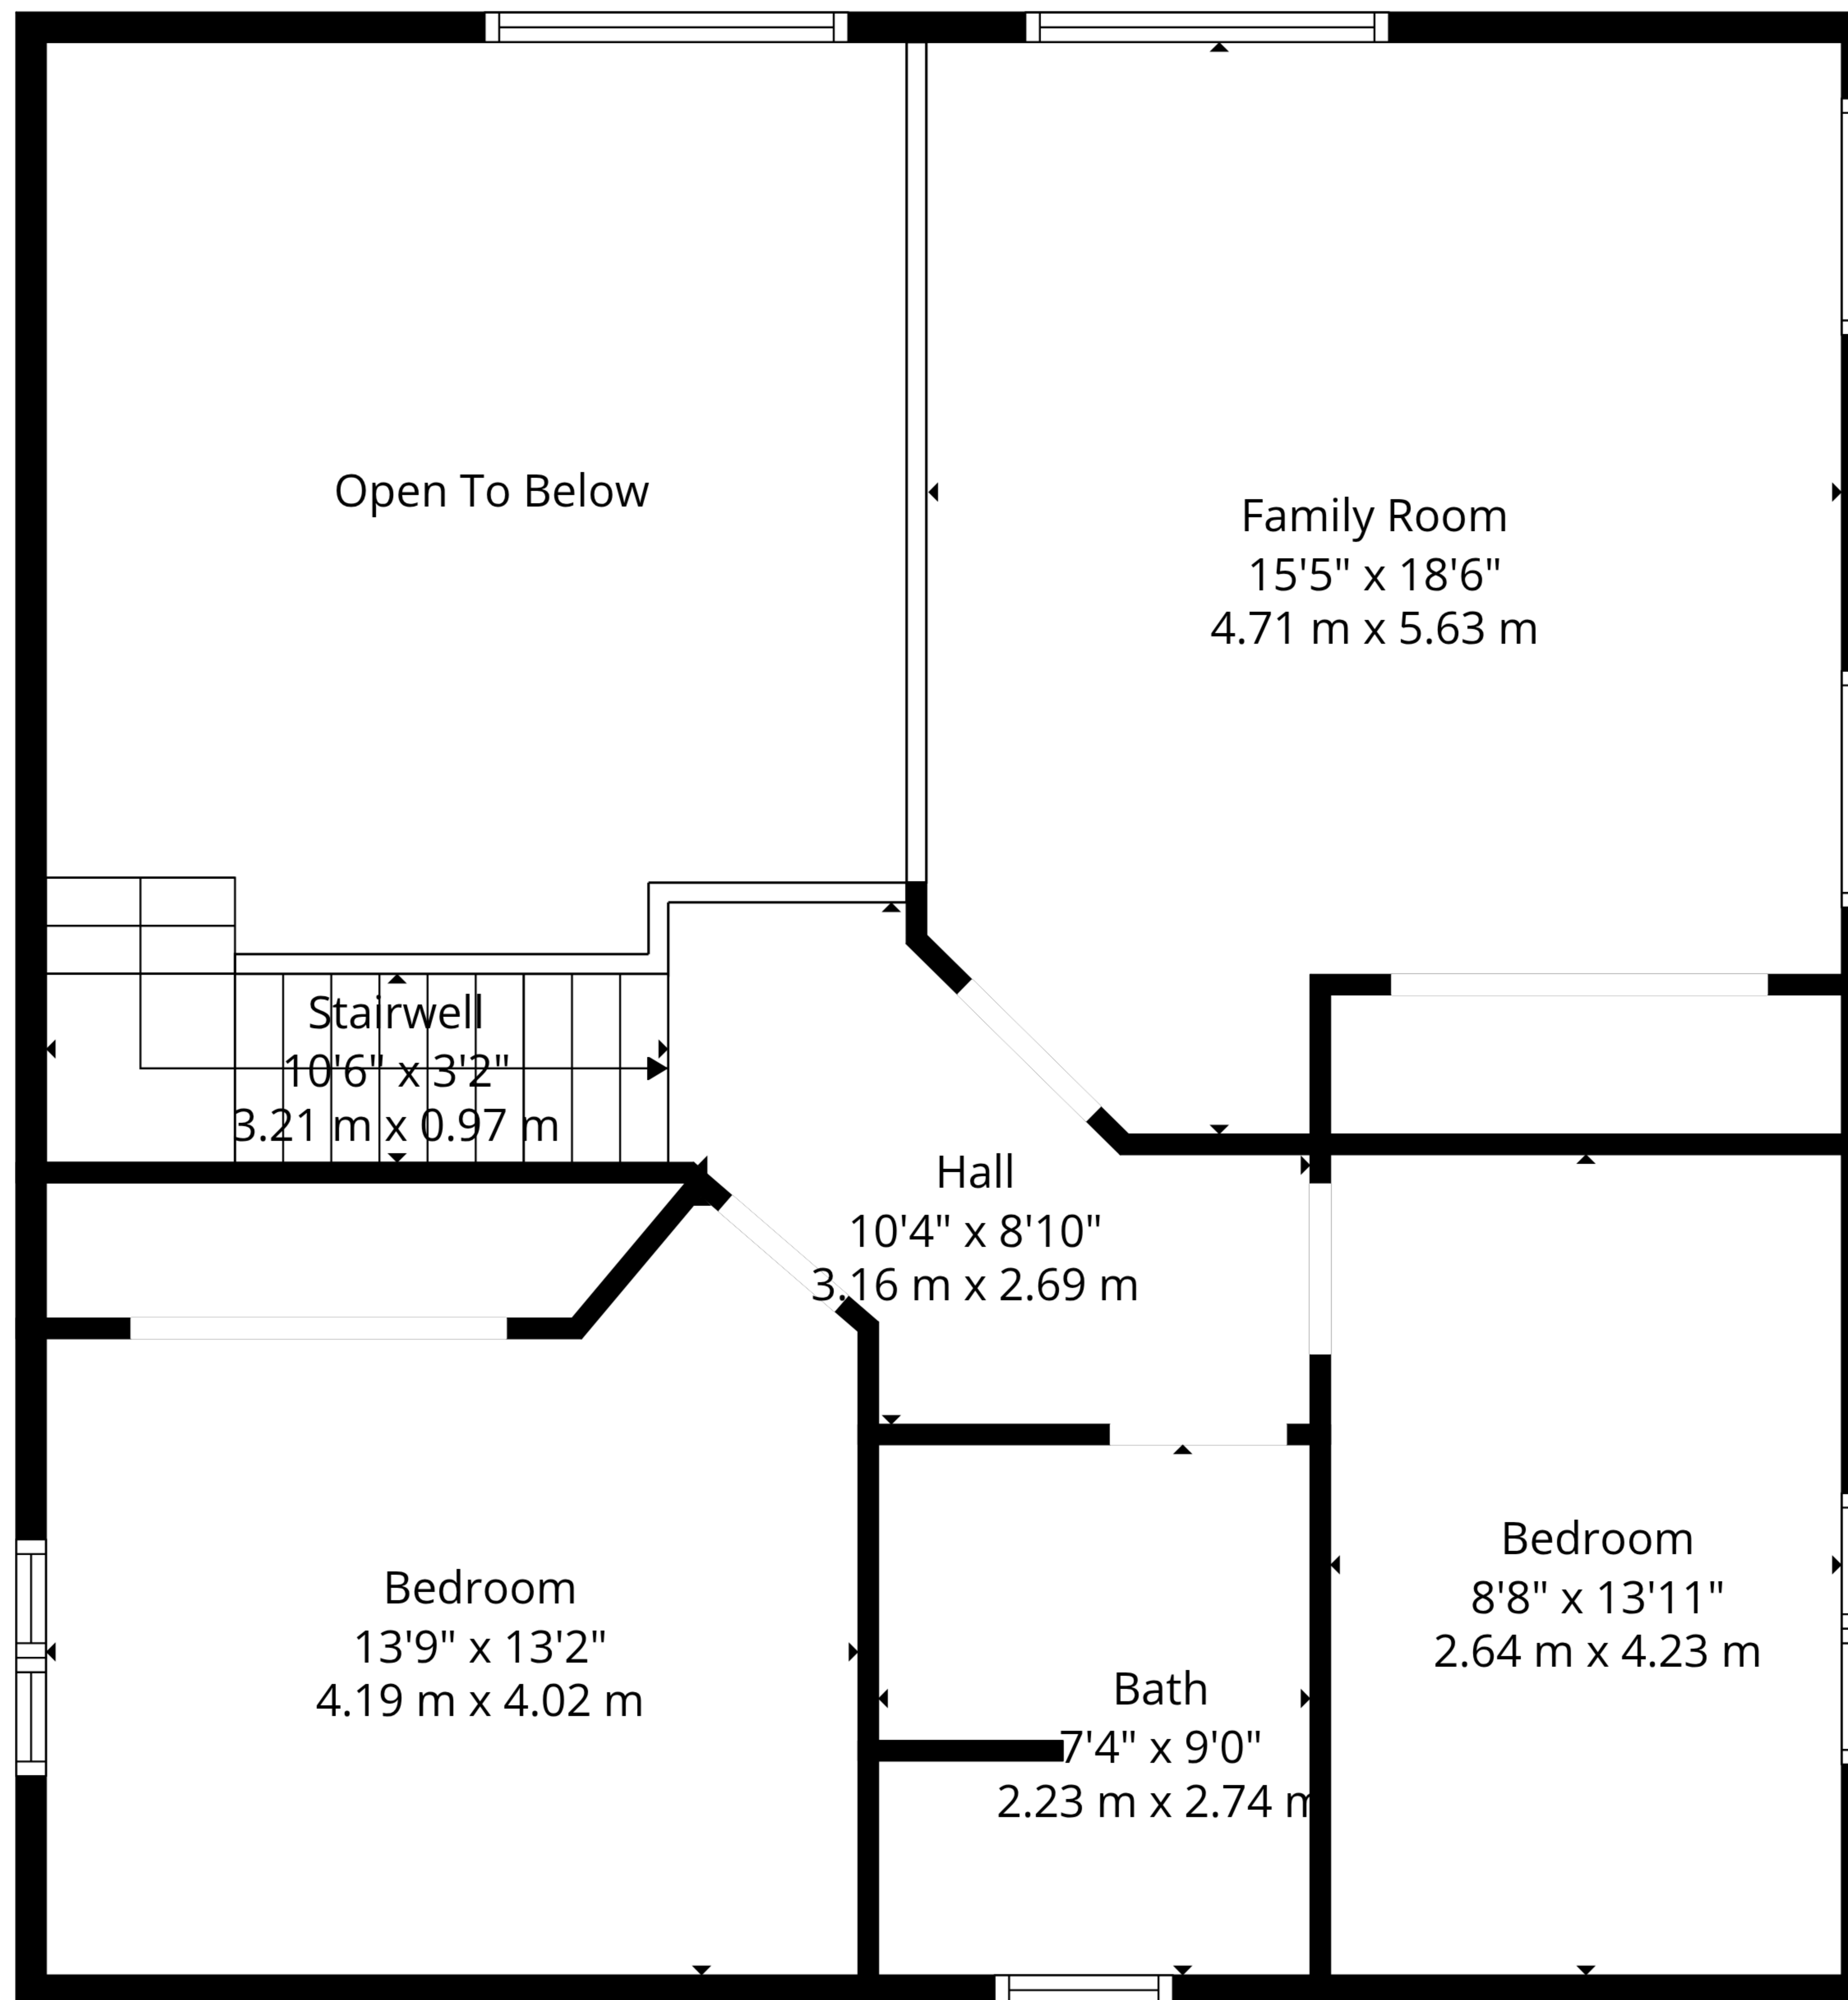 Open To Below
Family Room
15'5" x 18'6"
4.71 m x 5.63 m
Stairwell
10'6" x 3'2"
3.21 m x 0.97 m
Hall
10'4" x 8'10"
3.16 m x 2.69 m
Bedroom
13'9" x 13'2"
4.19 m x 4.02 m
Bath
7'4" x 9'0"
2.23 m x 2.74 m
Bedroom
8'8" x 13'11"
2.64 m x 4.23 m